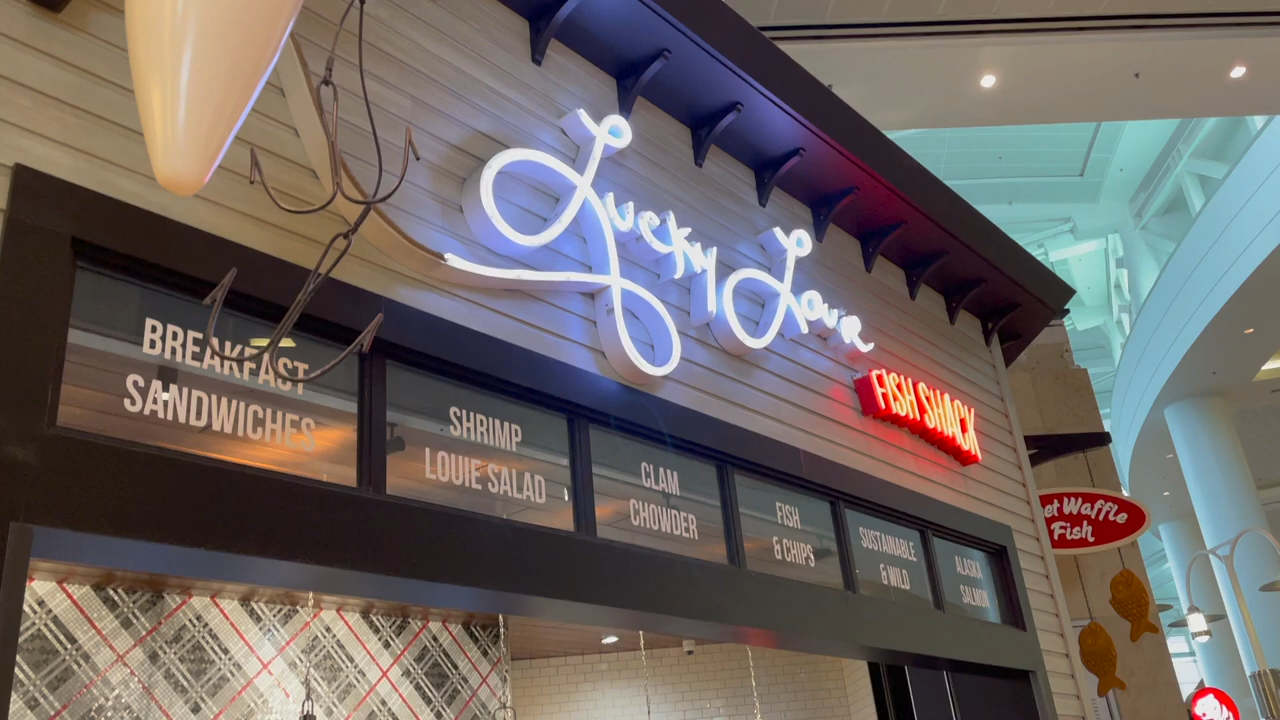 Lucky Louie
FISH SHACK
BREAKFAST
SANDWICHES
SHRIMP
LOUIE SALAD
CLAM
CHOWDER
FISH
& CHIPS
SUSTAINABLE
& WILD
ALASKA
SALMON
et Waffle
Fish